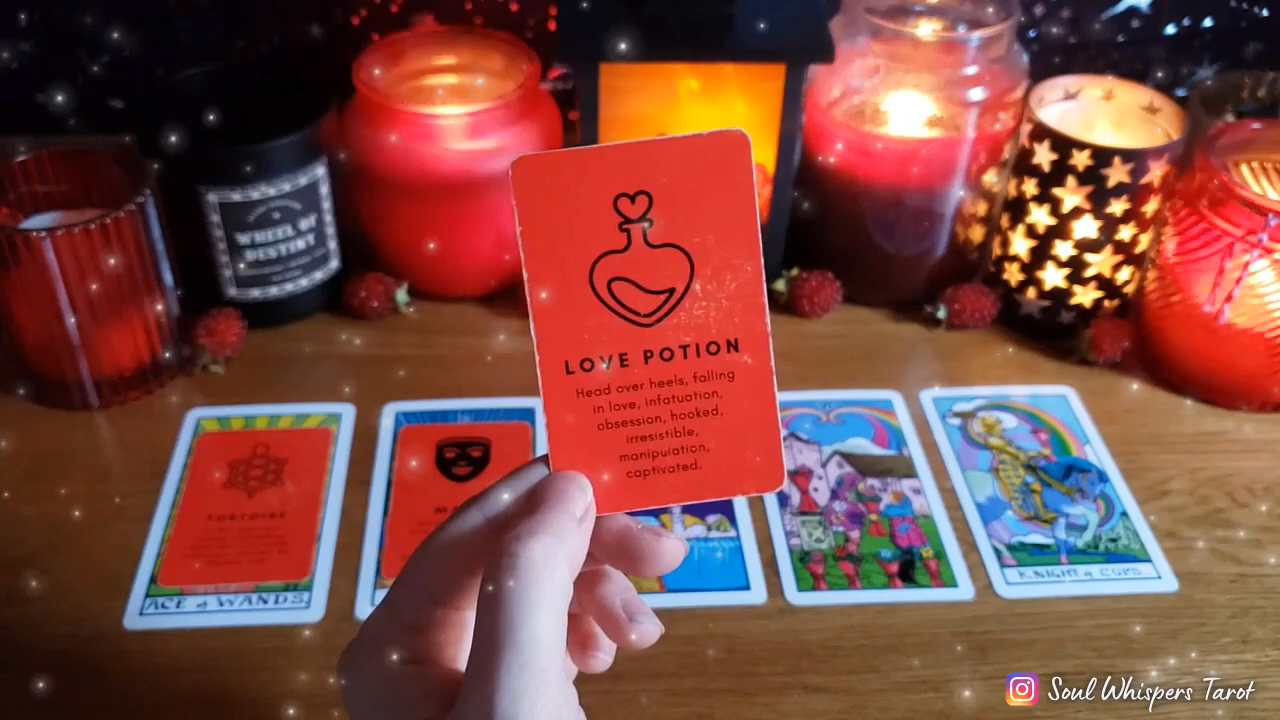 WHEEL OF
DESTINY
LOVE POTION
Head over heels, falling
in love, infatuation,
obsession, hooked,
irresistible,
manipulation,
captivated.
TORTOISE
ACE of WANDS
KNIGHT of CUPS
Soul Whispers Tarot